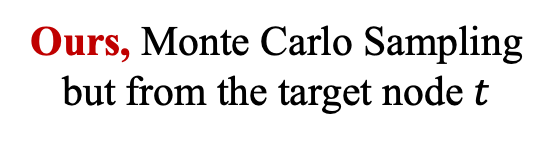 Ours, Monte Carlo Sampling
but from the target node t